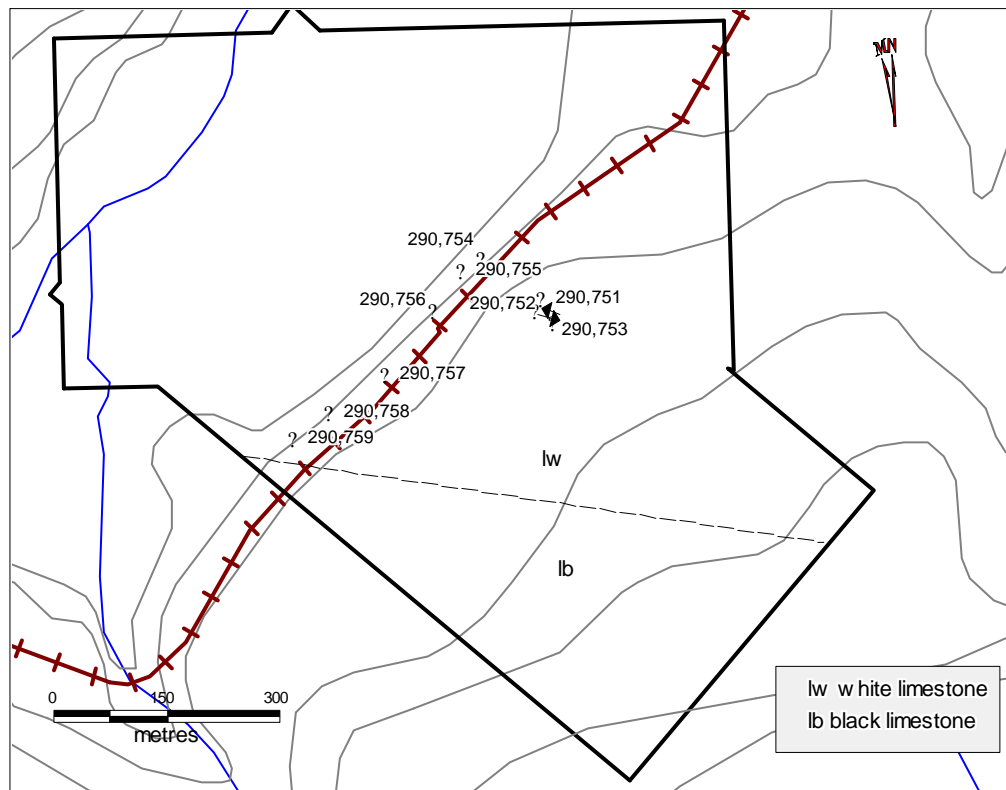 MN
290,754
?
? 290,755
290,756
290,752 ? 290,751
?
? 290,753
? 290,757
? 290,758
? 290,759
lw
lb
0 150 300
metres
lw w hite limestone
lb black limestone